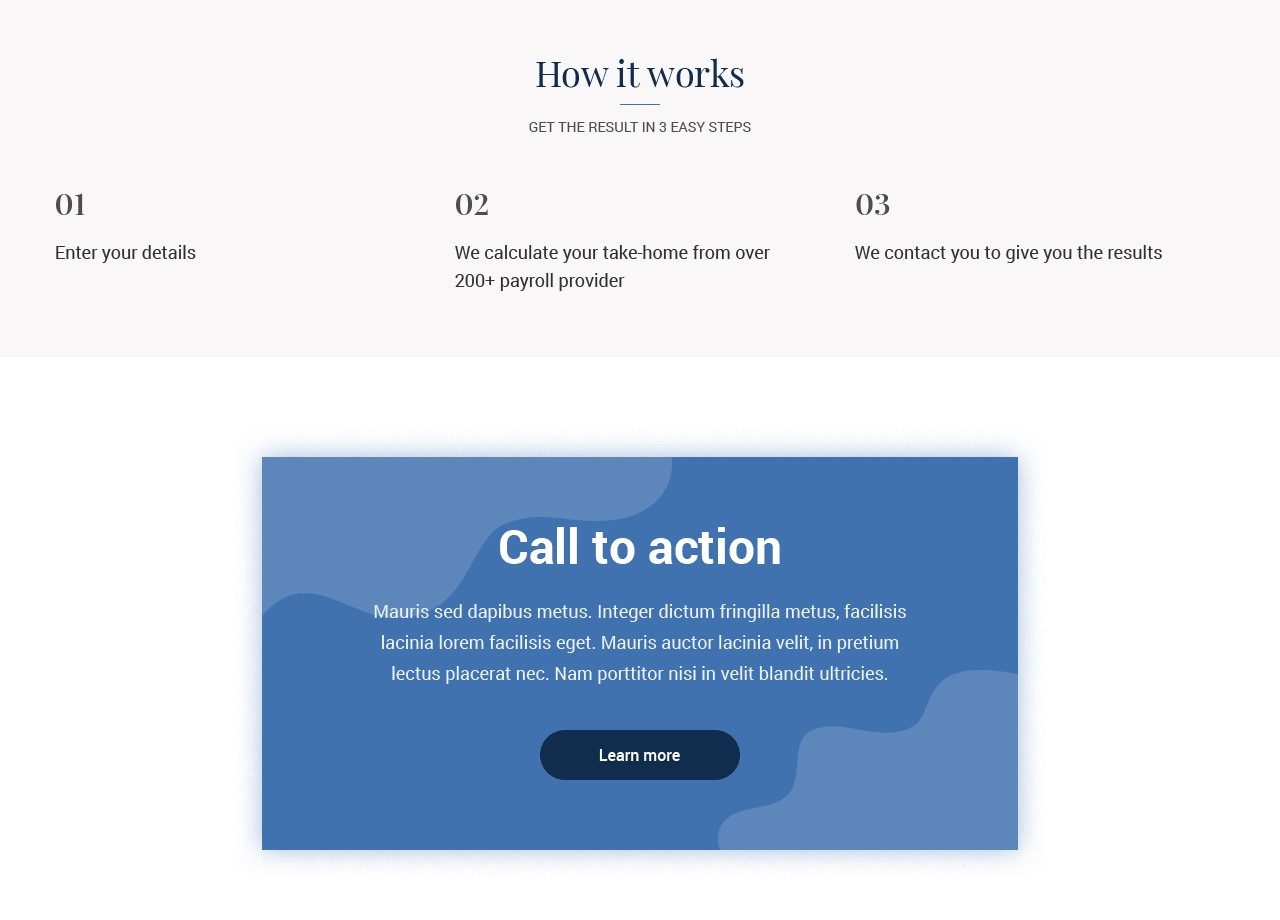 How it works
GET THE RESULT IN 3 EASY STEPS
01
Enter your details
02
We calculate your take-home from over
200+ payroll provider
03
We contact you to give you the results
Call to action
Mauris sed dapibus metus. Integer dictum fringilla metus, facilisis
lacinia lorem facilisis eget. Mauris auctor lacinia velit, in pretium
lectus placerat nec. Nam porttitor nisi in velit blandit ultricies.
Learn more